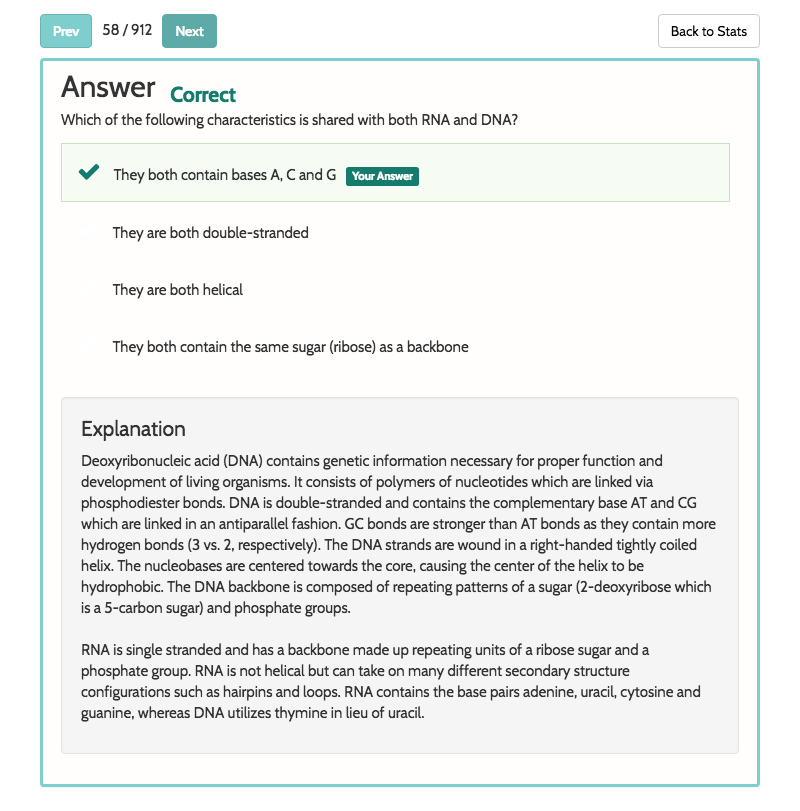 Prev 58 / 912 Next Back to Stats
Answer Correct
Which of the following characteristics is shared with both RNA and DNA?
They both contain bases A, C and G Your Answer
They are both double-stranded
They are both helical
They both contain the same sugar (ribose) as a backbone
Explanation
Deoxyribonucleic acid (DNA) contains genetic information necessary for proper function and
development of living organisms. It consists of polymers of nucleotides which are linked via
phosphodiester bonds. DNA is double-stranded and contains the complementary base AT and CG
which are linked in an antiparallel fashion. GC bonds are stronger than AT bonds as they contain more
hydrogen bonds (3 vs. 2, respectively). The DNA strands are wound in a right-handed tightly coiled
helix. The nucleobases are centered towards the core, causing the center of the helix to be
hydrophobic. The DNA backbone is composed of repeating patterns of a sugar (2-deoxyribose which
is a 5-carbon sugar) and phosphate groups.
RNA is single stranded and has a backbone made up repeating units of a ribose sugar and a
phosphate group. RNA is not helical but can take on many different secondary structure
configurations such as hairpins and loops. RNA contains the base pairs adenine, uracil, cytosine and
guanine, whereas DNA utilizes thymine in lieu of uracil.